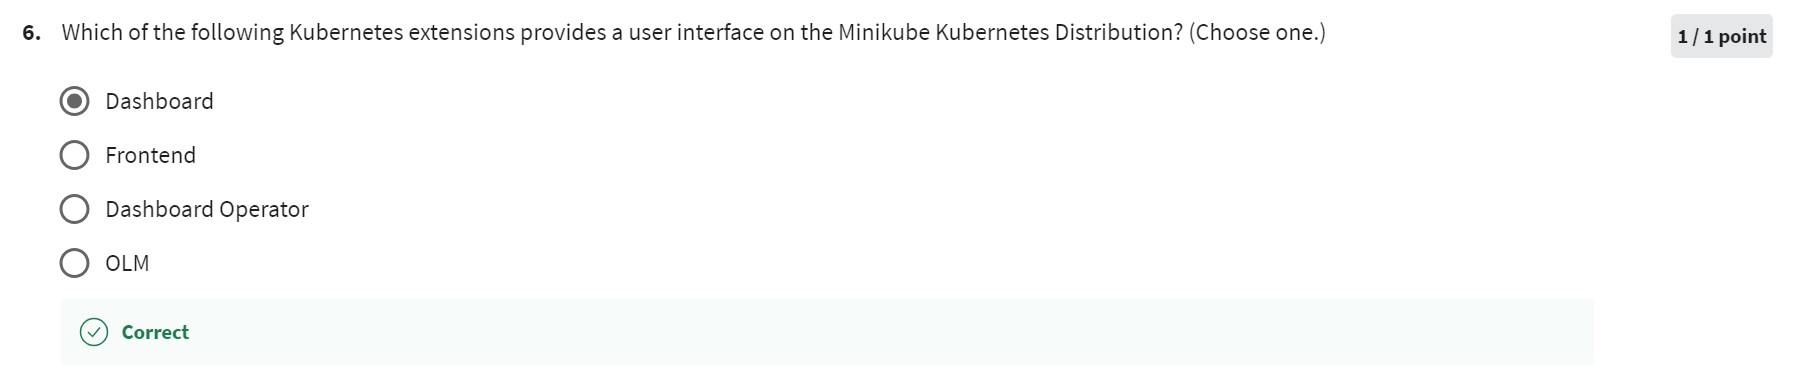 6. Which of the following Kubernetes extensions provides a user interface on the Minikube Kubernetes Distribution? (Choose one.)
1 / 1 point
Dashboard
Frontend
Dashboard Operator
OLM
Correct